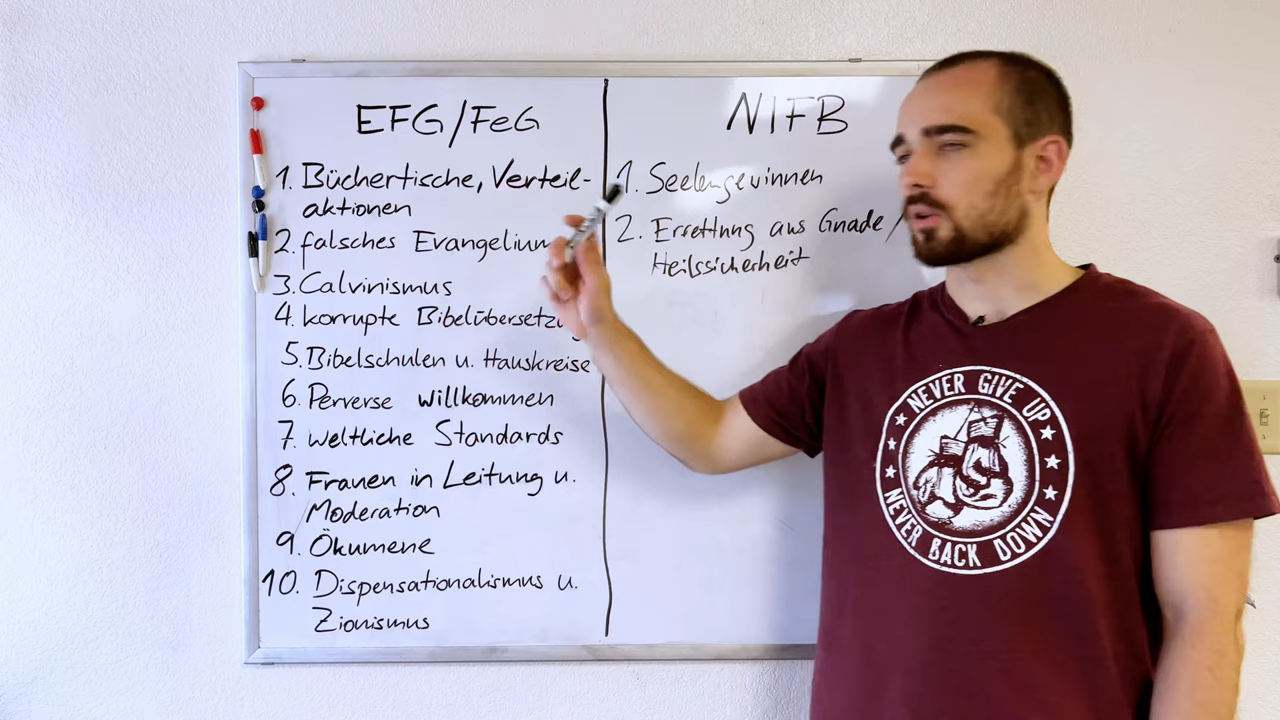 EFG/FeG
1. Büchertische, Verteil-
aktionen
2. falsches Evangelium
3. Calvinismus
4. korrupte Bibelübersetzu
5. Bibelschulen u. Hauskreise
6. Perverse willkommen
7. weltliche Standards
8. Frauen in Leitung u.
Moderation
9. Ökumene
10. Dispensationalismus u.
Zionismus
NIFB
1. Seelengewinnen
2. Errettung aus Gnade/
Heilssicherheit
NEVER GIVE UP
NEVER BACK DOWN